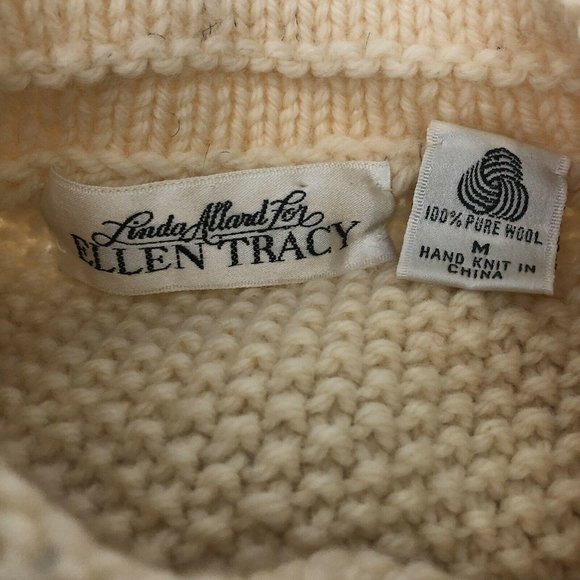 Linda Allard For
ELLEN TRACY
100% PURE WOOL
M
HAND KNIT IN
CHINA